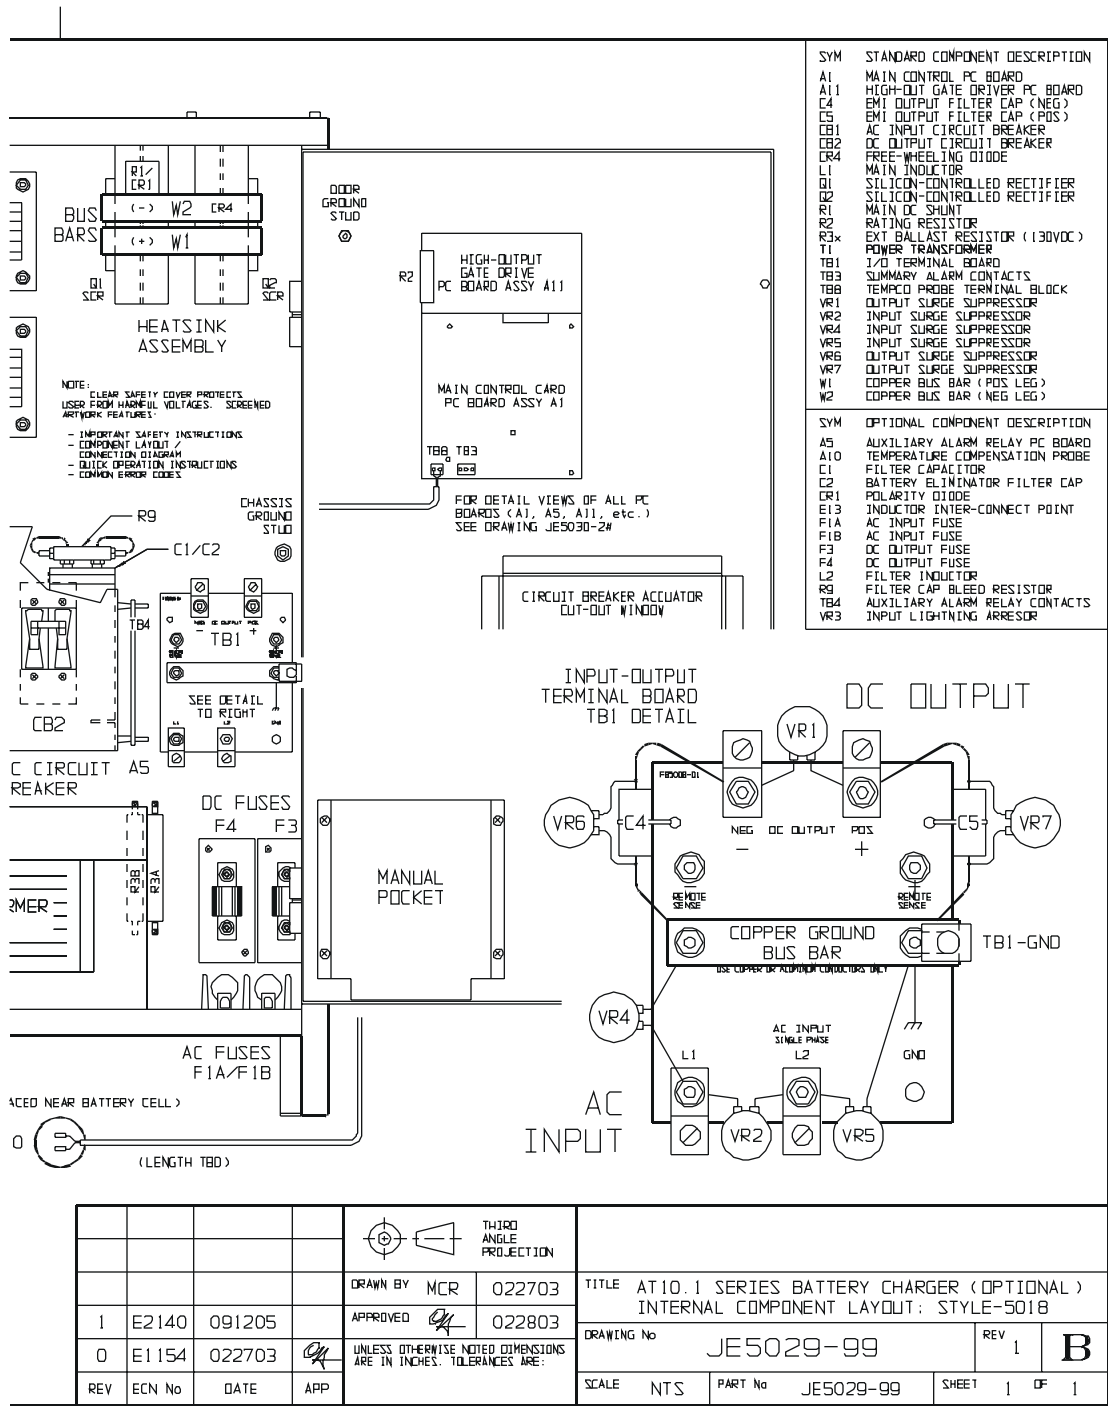 SYM STANDARD COMPONENT DESCRIPTION
A1 MAIN CONTROL PC BOARD
A11 HIGH-OUT GATE DRIVER PC BOARD
C4 EMI OUTPUT FILTER CAP (NEG)
C5 EMI OUTPUT FILTER CAP (POS)
CB1 AC INPUT CIRCUIT BREAKER
CB2 DC OUTPUT CIRCUIT BREAKER
CR4 FREE-WHEELING DIODE
L1 MAIN INDUCTOR
Q1 SILICON-CONTROLLED RECTIFIER
Q2 SILICON-CONTROLLED RECTIFIER
R1 MAIN DC SHUNT
R2 RATING RESISTOR
R3x EXT BALLAST RESISTOR (130VDC)
T1 POWER TRANSFORMER
TB1 I/O TERMINAL BOARD
TB3 SUMMARY ALARM CONTACTS
TB8 TEMPCO PROBE TERMINAL BLOCK
VR1 OUTPUT SURGE SUPPRESSOR
VR2 INPUT SURGE SUPPRESSOR
VR4 INPUT SURGE SUPPRESSOR
VR5 INPUT SURGE SUPPRESSOR
VR6 OUTPUT SURGE SUPPRESSOR
VR7 OUTPUT SURGE SUPPRESSOR
W1 COPPER BUS BAR (POS LEG)
W2 COPPER BUS BAR (NEG LEG)
SYM OPTIONAL COMPONENT DESCRIPTION
A5 AUXILIARY ALARM RELAY PC BOARD
A10 TEMPERATURE COMPENSATION PROBE
C1 FILTER CAPACITOR
C2 BATTERY ELIMINATOR FILTER CAP
CR1 POLARITY DIODE
E13 INDUCTOR INTER-CONNECT POINT
F1A AC INPUT FUSE
F1B AC INPUT FUSE
F3 DC OUTPUT FUSE
F4 DC OUTPUT FUSE
L2 FILTER INDUCTOR
R9 FILTER CAP BLEED RESISTOR
TB4 AUXILIARY ALARM RELAY CONTACTS
VR3 INPUT LIGHTNING ARRESOR
R1/
CR1
BUS
BARS
(-) W2 CR4
(+) W1
Q1
SCR
Q2
SCR
HEATSINK
ASSEMBLY
DOOR
GROUND
STUD
R2
HIGH-OUTPUT
GATE DRIVE
PC BOARD ASSY A11
MAIN CONTROL CARD
PC BOARD ASSY A1
TB8 TB3
FOR DETAIL VIEWS OF ALL PC
BOARDS (A1, A5, A11, etc.)
SEE DRAWING JE5030-2#
NOTE:
CLEAR SAFETY COVER PROTECTS
USER FROM HARMFUL VOLTAGES. SCREENED
ARTWORK FEATURES:
- IMPORTANT SAFETY INSTRUCTIONS
- COMPONENT LAYOUT /
CONNECTION DIAGRAM
- QUICK OPERATION INSTRUCTIONS
- COMMON ERROR CODES
CHASSIS
GROUND
STUD
R9
C1/C2
TB4
NEG DC OUTPUT POS
- +
TB1
SEE DETAIL
TO RIGHT
L1 L2 GND
CB2
C CIRCUIT
REAKER
A5
CIRCUIT BREAKER ACCUATOR
CUT-OUT WINDOW
DC FUSES
F4 F3
R3B
R3A
RMER
MANUAL
POCKET
AC FUSES
F1A/F1B
ACED NEAR BATTERY CELL)
0
(LENGTH TBD)
INPUT-OUTPUT
TERMINAL BOARD
TB1 DETAIL
DC OUTPUT
VR1
FB5008-01
VR6 C4 C5 VR7
NEG DC OUTPUT POS
- +
REMOTE
SENSE
REMOTE
SENSE
COPPER GROUND
BUS BAR
TB1-GND
USE COPPER OR ALUMINUM CONDUCTORS ONLY
VR4
AC INPUT
SINGLE PHASE
L1 L2 GND
AC
INPUT
VR2 VR5
THIRD
ANGLE
PROJECTION
DRAWN BY MCR 022703
APPROVED 022803
UNLESS OTHERWISE NOTED DIMENSIONS
ARE IN INCHES. TOLERANCES ARE:
1 E2140 091205
0 E1154 022703
REV ECN No DATE APP
TITLE AT10.1 SERIES BATTERY CHARGER (OPTIONAL)
INTERNAL COMPONENT LAYOUT: STYLE-5018
DRAWING No JE5029-99 REV 1 B
SCALE NTS PART No JE5029-99 SHEET 1 OF 1